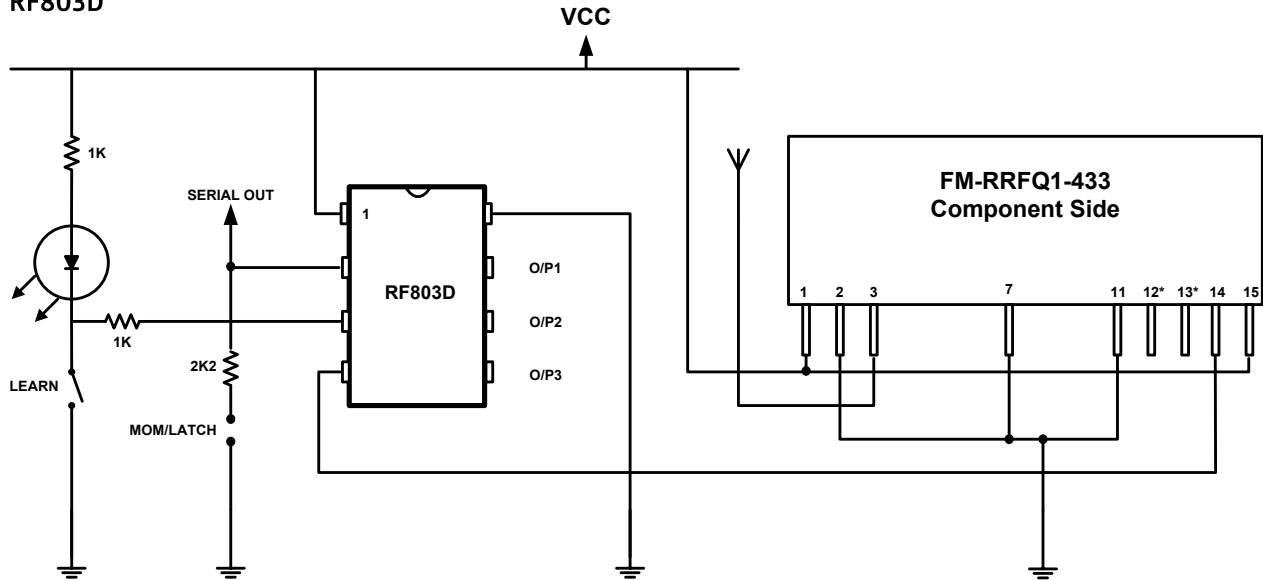 RF803D
VCC
1K
SERIAL OUT
1
RF803D
O/P1
O/P2
O/P3
1K
2K2
LEARN
MOM/LATCH
FM-RRFQ1-433
Component Side
1 2 3 7 11 12* 13* 14 15